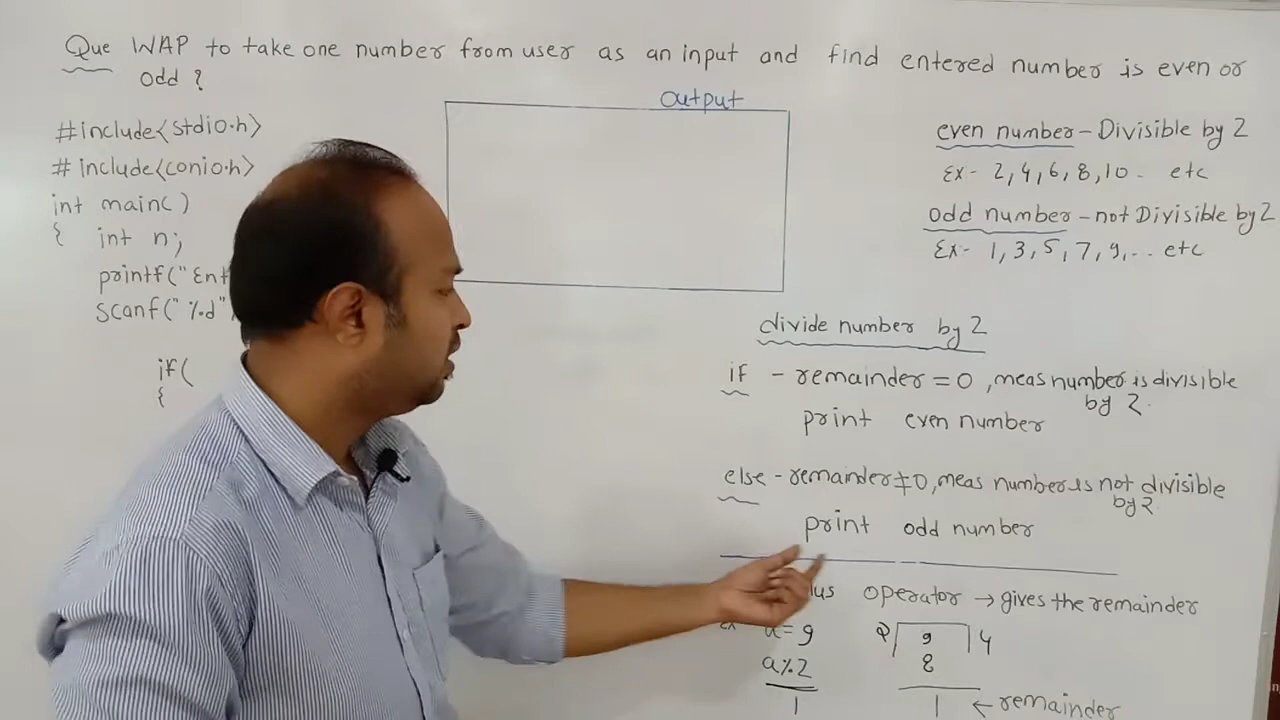 Que WAP to take one number from user as an input and find entered number is even or
odd ?
#include<stdio.h>
#include<conio.h>
int main()
{ int n;
printf("Ent
scanf("%d"
if(
{
output
even number - Divisible by 2
Ex- 2,4,6,8,10. etc
odd number - not Divisible by 2
Ex- 1,3,5,7,9,... etc
divide number by 2
if - remainder = 0, meas number is divisible
by 2.
print even number
else - remainder ≠ 0, meas number is not divisible
by 2.
print odd number
lus operator → gives the remainder
Ex a=9
a%2
1
2 9 4
8
1 ← remainder